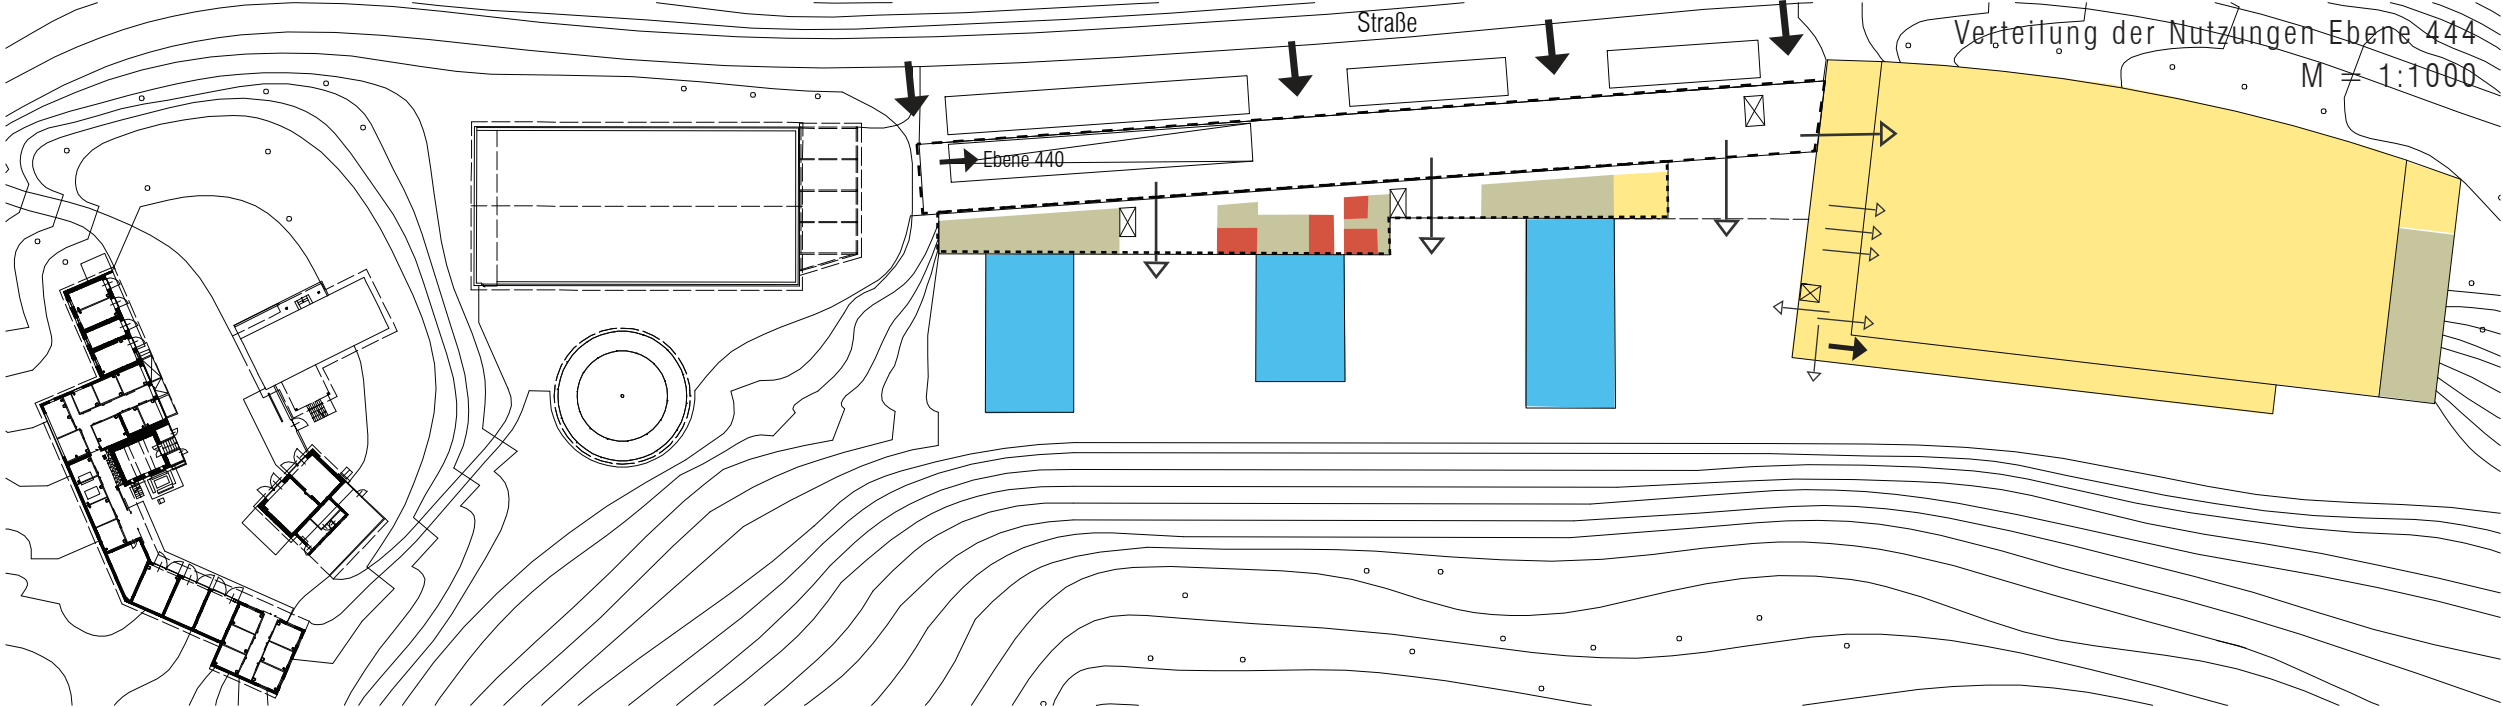 Straße
Verteilung der Nutzungen Ebene 444
M = 1:1000
Ebene 440